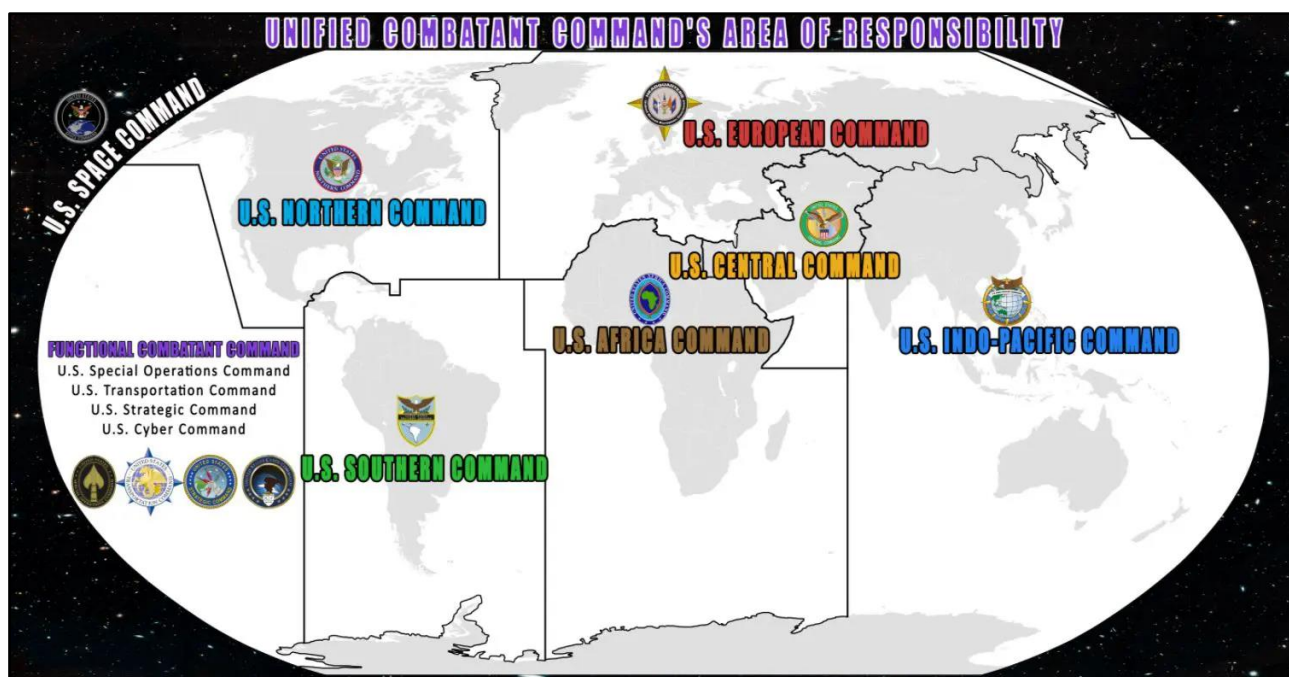 UNIFIED COMBATANT COMMAND'S AREA OF RESPONSIBILITY
U.S. SPACE COMMAND
U.S. EUROPEAN COMMAND
U.S. NORTHERN COMMAND
U.S. CENTRAL COMMAND
U.S. AFRICA COMMAND
U.S. INDO-PACIFIC COMMAND
FUNCTIONAL COMBATANT COMMAND
U.S. Special Operations Command
U.S. Transportation Command
U.S. Strategic Command
U.S. Cyber Command
U.S. SOUTHERN COMMAND